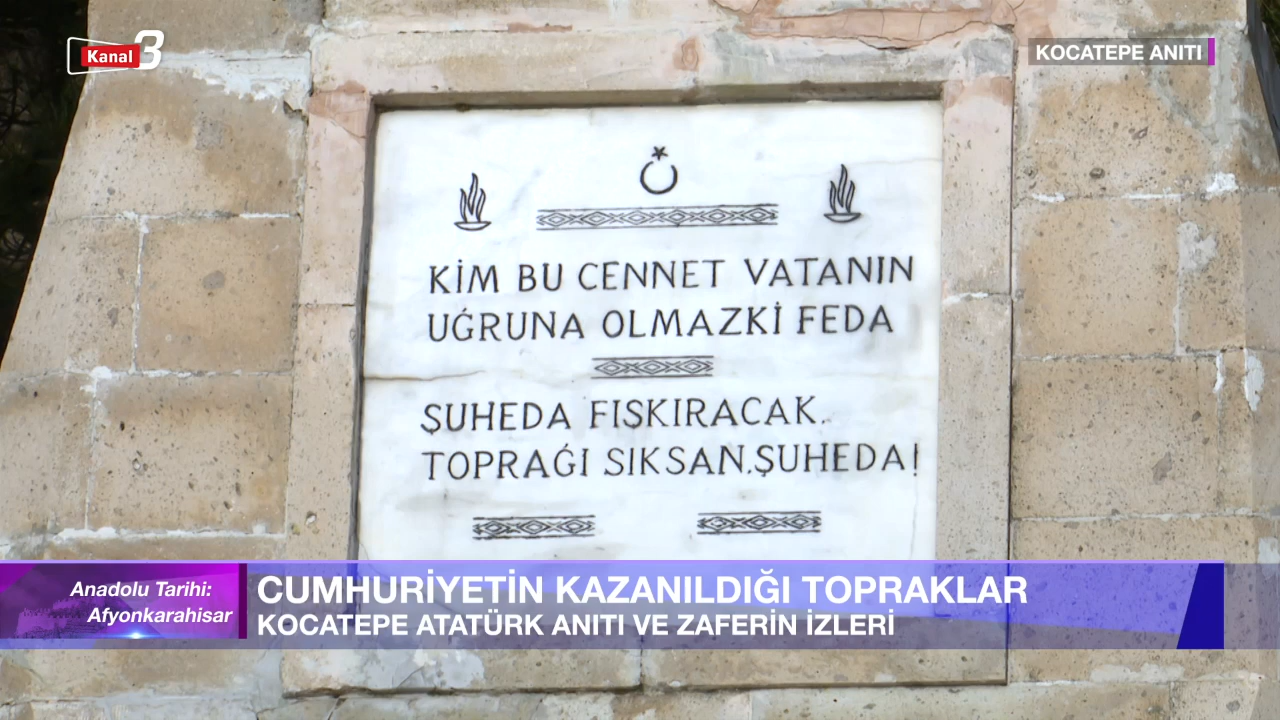 Kanal 3
KOCATEPE ANITI
KİM BU CENNET VATANIN
UĞRUNA OLMAZKİ FEDA
ŞUHEDA FIŞKIRACAK.
TOPRAĞI SIKSAN.ŞUHEDA!
Anadolu Tarihi:
Afyonkarahisar
CUMHURİYETİN KAZANILDIĞI TOPRAKLAR
KOCATEPE ATATÜRK ANITI VE ZAFERİN İZLERİ